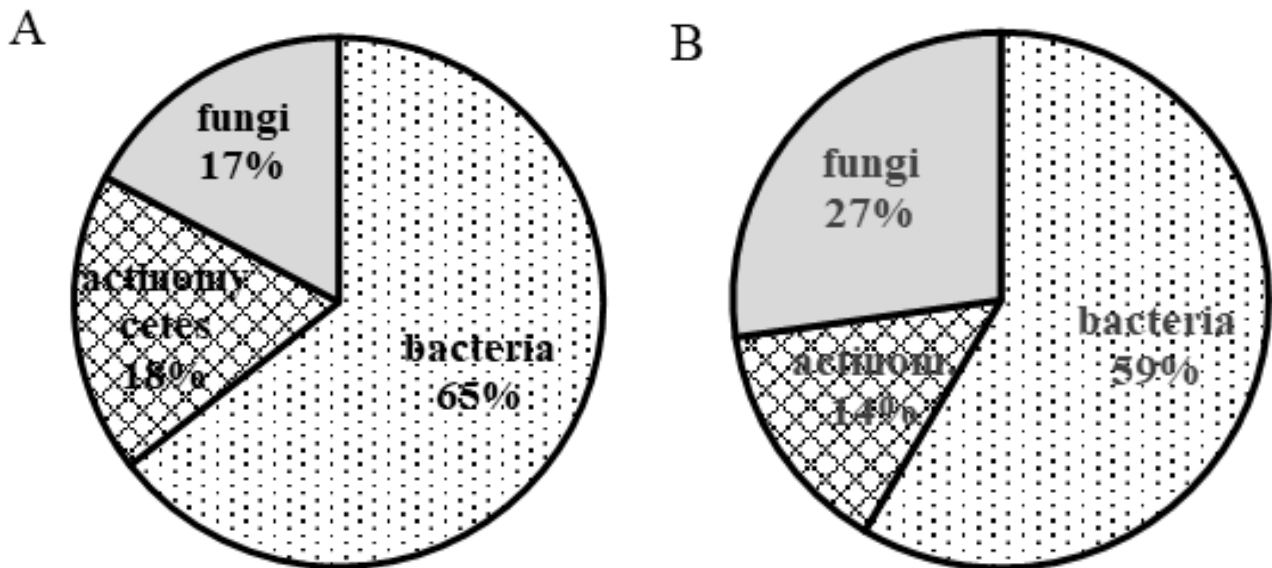 A
fungi
17%
actinomy
cetes
18%
bacteria
65%
B
fungi
27%
actinom.
14%
bacteria
59%